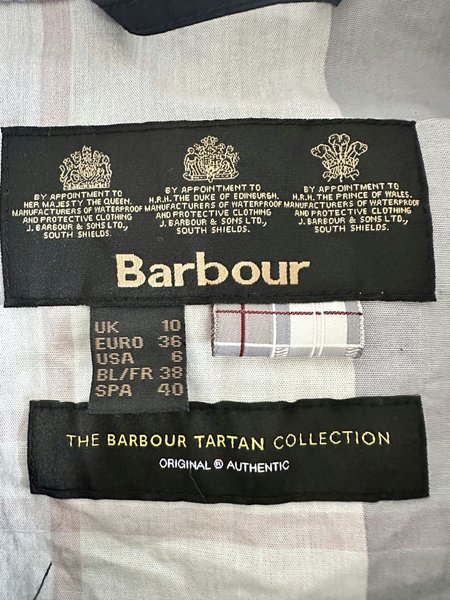 BY APPOINTMENT TO
HER MAJESTY THE QUEEN.
MANUFACTURERS OF WATERPROOF
AND PROTECTIVE CLOTHING
J. BARBOUR & SONS LTD.,
SOUTH SHIELDS.
BY APPOINTMENT TO
H.R.H. THE DUKE OF EDINBURGH.
MANUFACTURERS OF WATERPROOF
AND PROTECTIVE CLOTHING
J. BARBOUR & SONS LTD.,
SOUTH SHIELDS.
BY APPOINTMENT TO
H.R.H. THE PRINCE OF WALES.
MANUFACTURERS OF WATERPROOF
AND PROTECTIVE CLOTHING
J. BARBOUR & SONS LTD.,
SOUTH SHIELDS.
Barbour
UK 10
EURO 36
USA 6
BL/FR 38
SPA 40
THE BARBOUR TARTAN COLLECTION
ORIGINAL ® AUTHENTIC